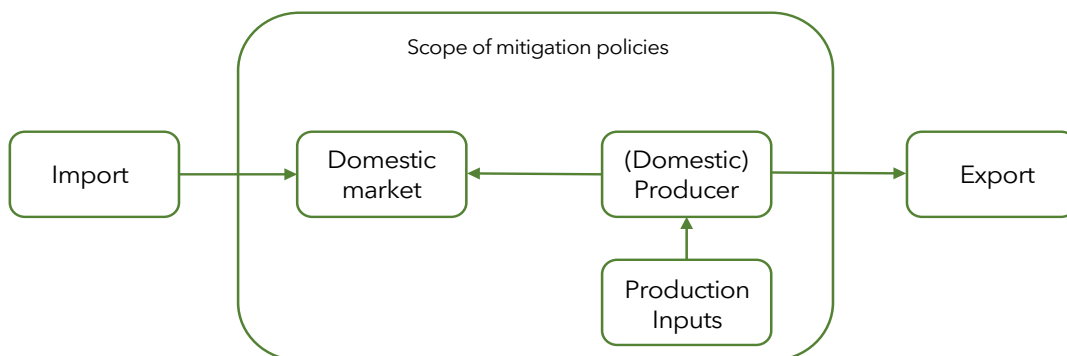 Scope of mitigation policies
Import
Domestic
market
(Domestic)
Producer
Export
Production
Inputs